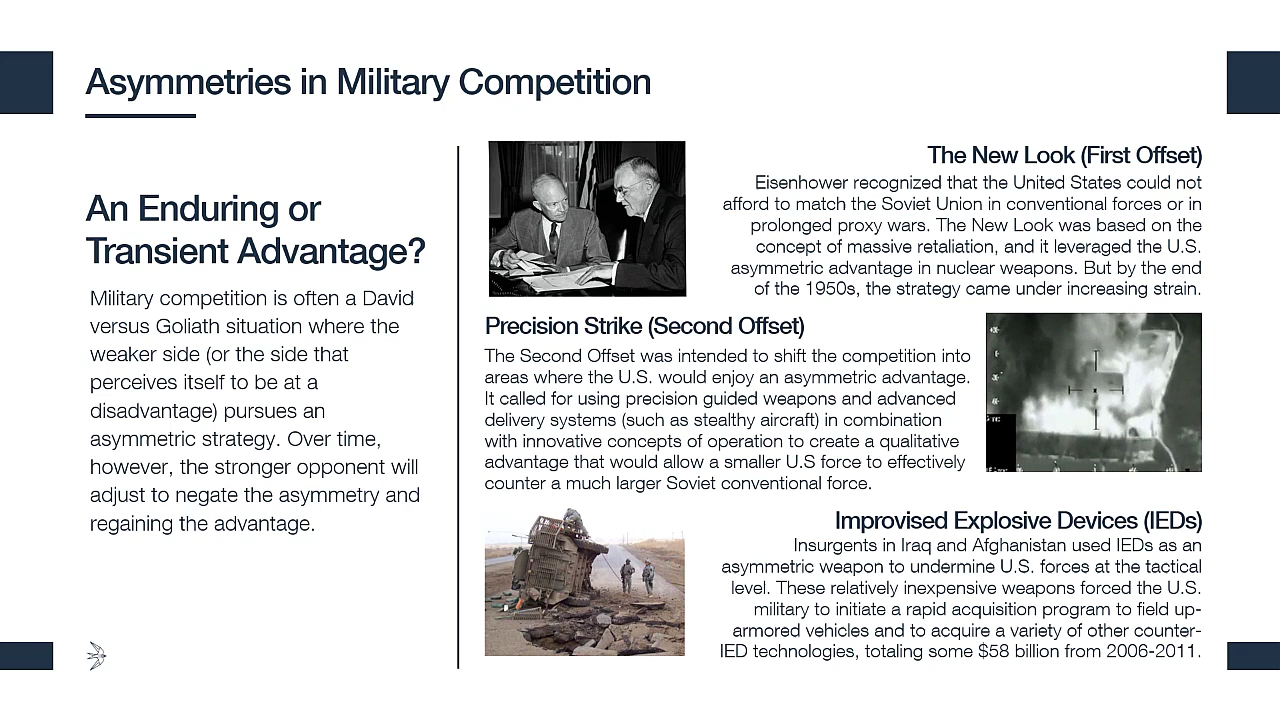 Asymmetries in Military Competition
An Enduring or
Transient Advantage?
Military competition is often a David
versus Goliath situation where the
weaker side (or the side that
perceives itself to be at a
disadvantage) pursues an
asymmetric strategy. Over time,
however, the stronger opponent will
adjust to negate the asymmetry and
regaining the advantage.
The New Look (First Offset)
Eisenhower recognized that the United States could not
afford to match the Soviet Union in conventional forces or in
prolonged proxy wars. The New Look was based on the
concept of massive retaliation, and it leveraged the U.S.
asymmetric advantage in nuclear weapons. But by the end
of the 1950s, the strategy came under increasing strain.
Precision Strike (Second Offset)
The Second Offset was intended to shift the competition into
areas where the U.S. would enjoy an asymmetric advantage.
It called for using precision guided weapons and advanced
delivery systems (such as stealthy aircraft) in combination
with innovative concepts of operation to create a qualitative
advantage that would allow a smaller U.S force to effectively
counter a much larger Soviet conventional force.
Improvised Explosive Devices (IEDs)
Insurgents in Iraq and Afghanistan used IEDs as an
asymmetric weapon to undermine U.S. forces at the tactical
level. These relatively inexpensive weapons forced the U.S.
military to initiate a rapid acquisition program to field up-
armored vehicles and to acquire a variety of other counter-
IED technologies, totaling some $58 billion from 2006-2011.